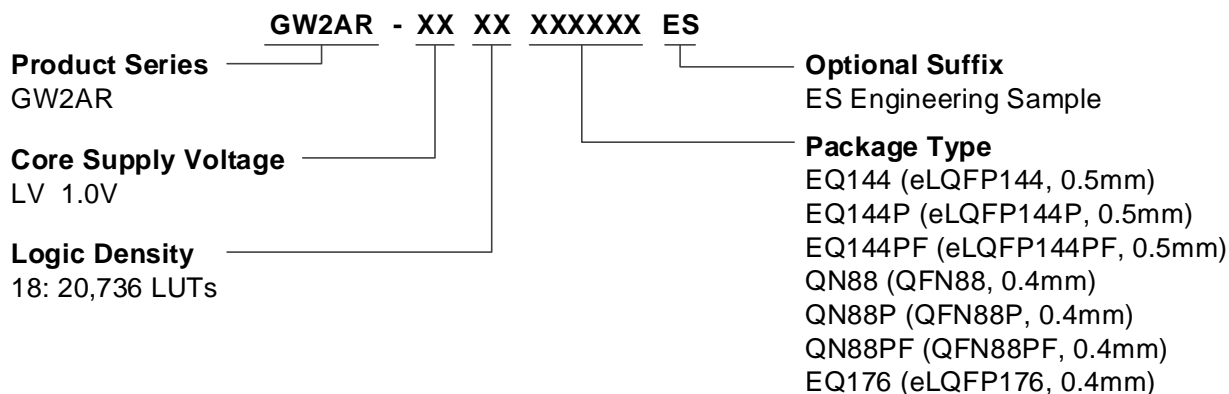 GW2AR - XX XX XXXXXX ES
Product Series
GW2AR
Core Supply Voltage
LV 1.0V
Logic Density
18: 20,736 LUTs
Optional Suffix
ES Engineering Sample
Package Type
EQ144 (eLQFP144, 0.5mm)
EQ144P (eLQFP144P, 0.5mm)
EQ144PF (eLQFP144PF, 0.5mm)
QN88 (QFN88, 0.4mm)
QN88P (QFN88P, 0.4mm)
QN88PF (QFN88PF, 0.4mm)
EQ176 (eLQFP176, 0.4mm)